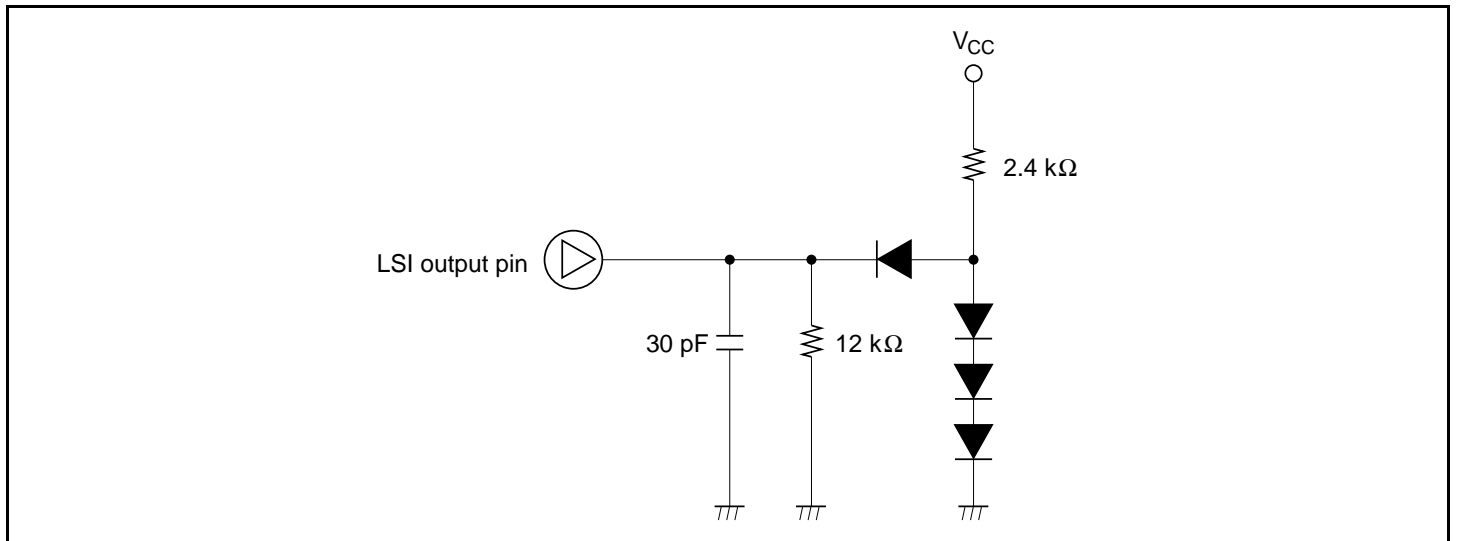 VCC
2.4 kΩ
LSI output pin
30 pF
12 kΩ